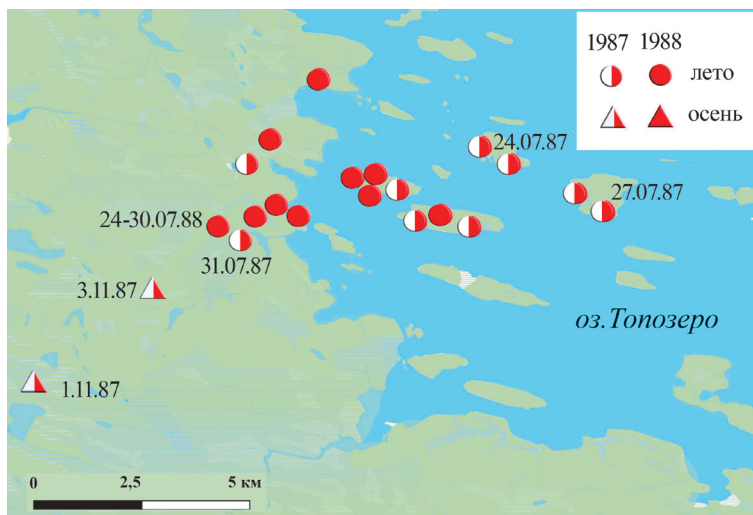 1987 1988
лето
осень
24.07.87
27.07.87
24-30.07.88
31.07.87
3.11.87
оз.Топозеро
1.11.87
0 2,5 5 км